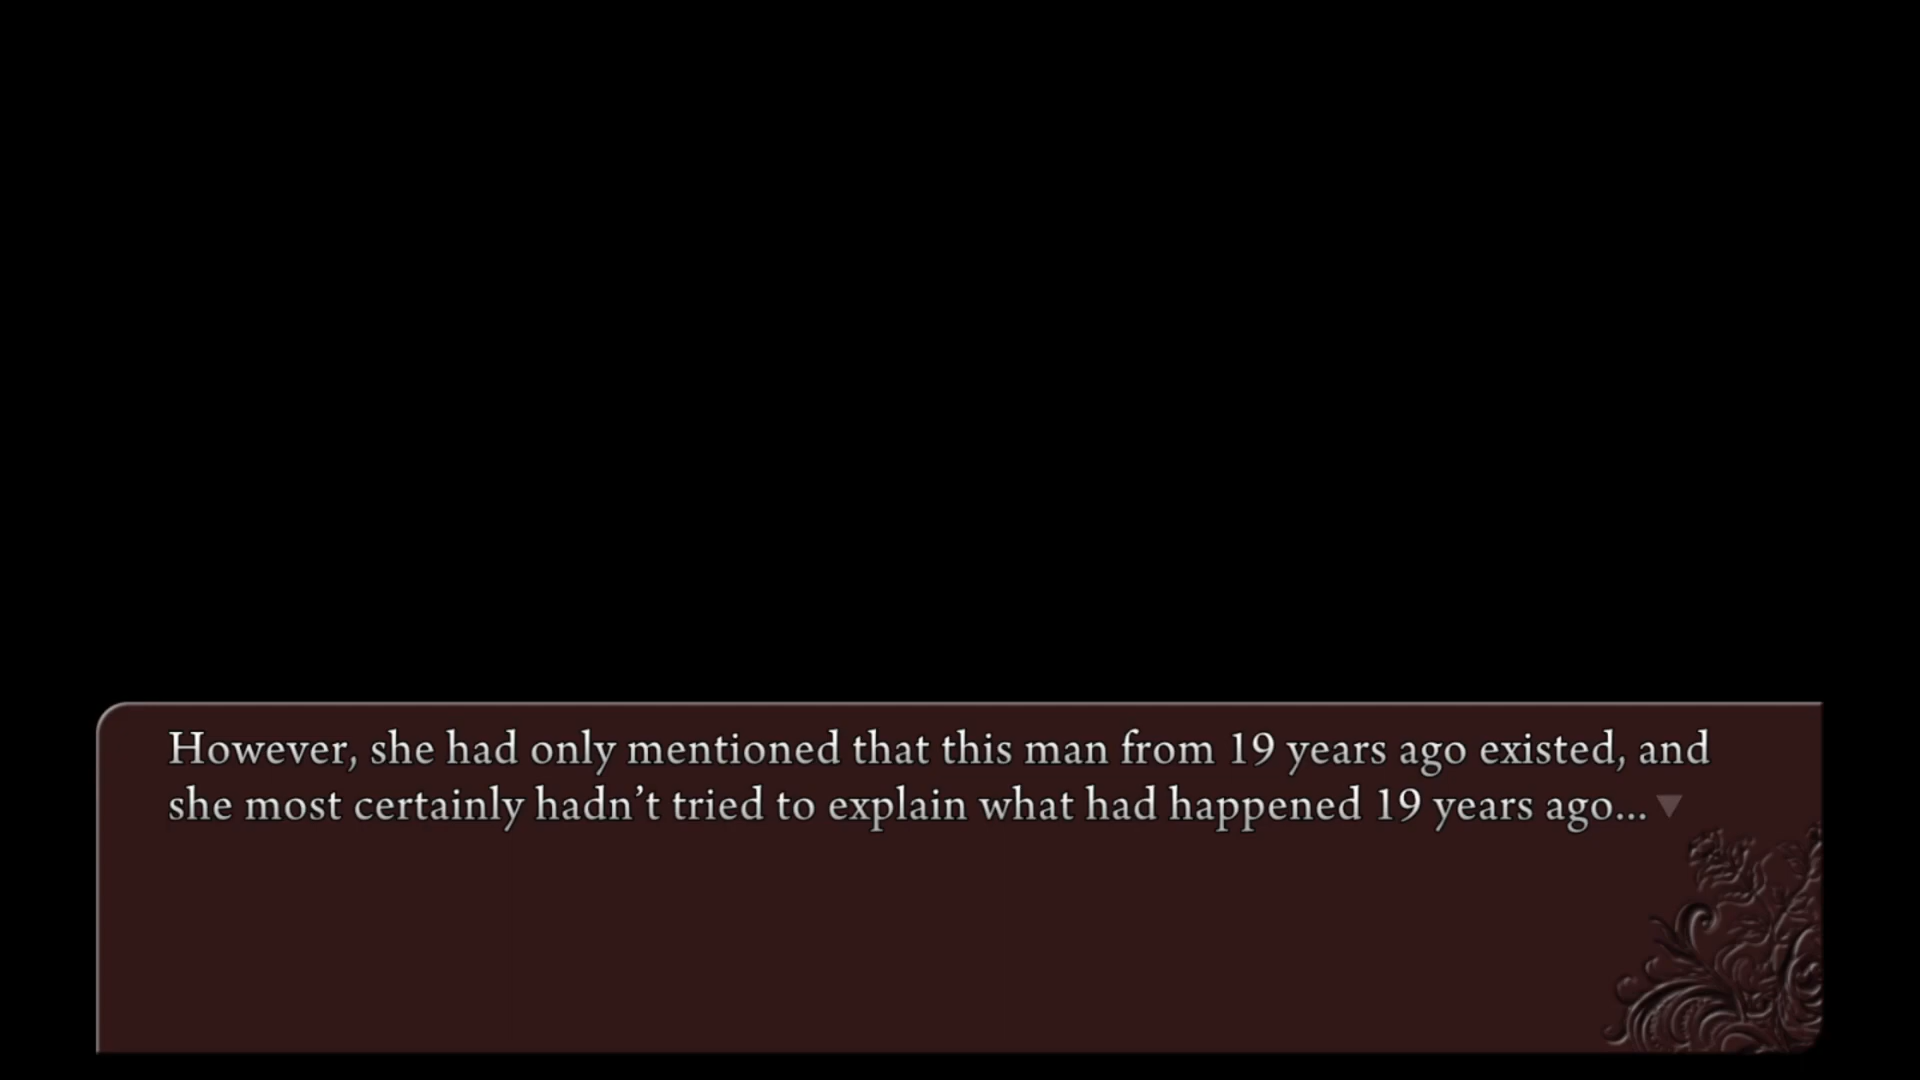 However, she had only mentioned that this man from 19 years ago existed, and
she most certainly hadn’t tried to explain what had happened 19 years ago...